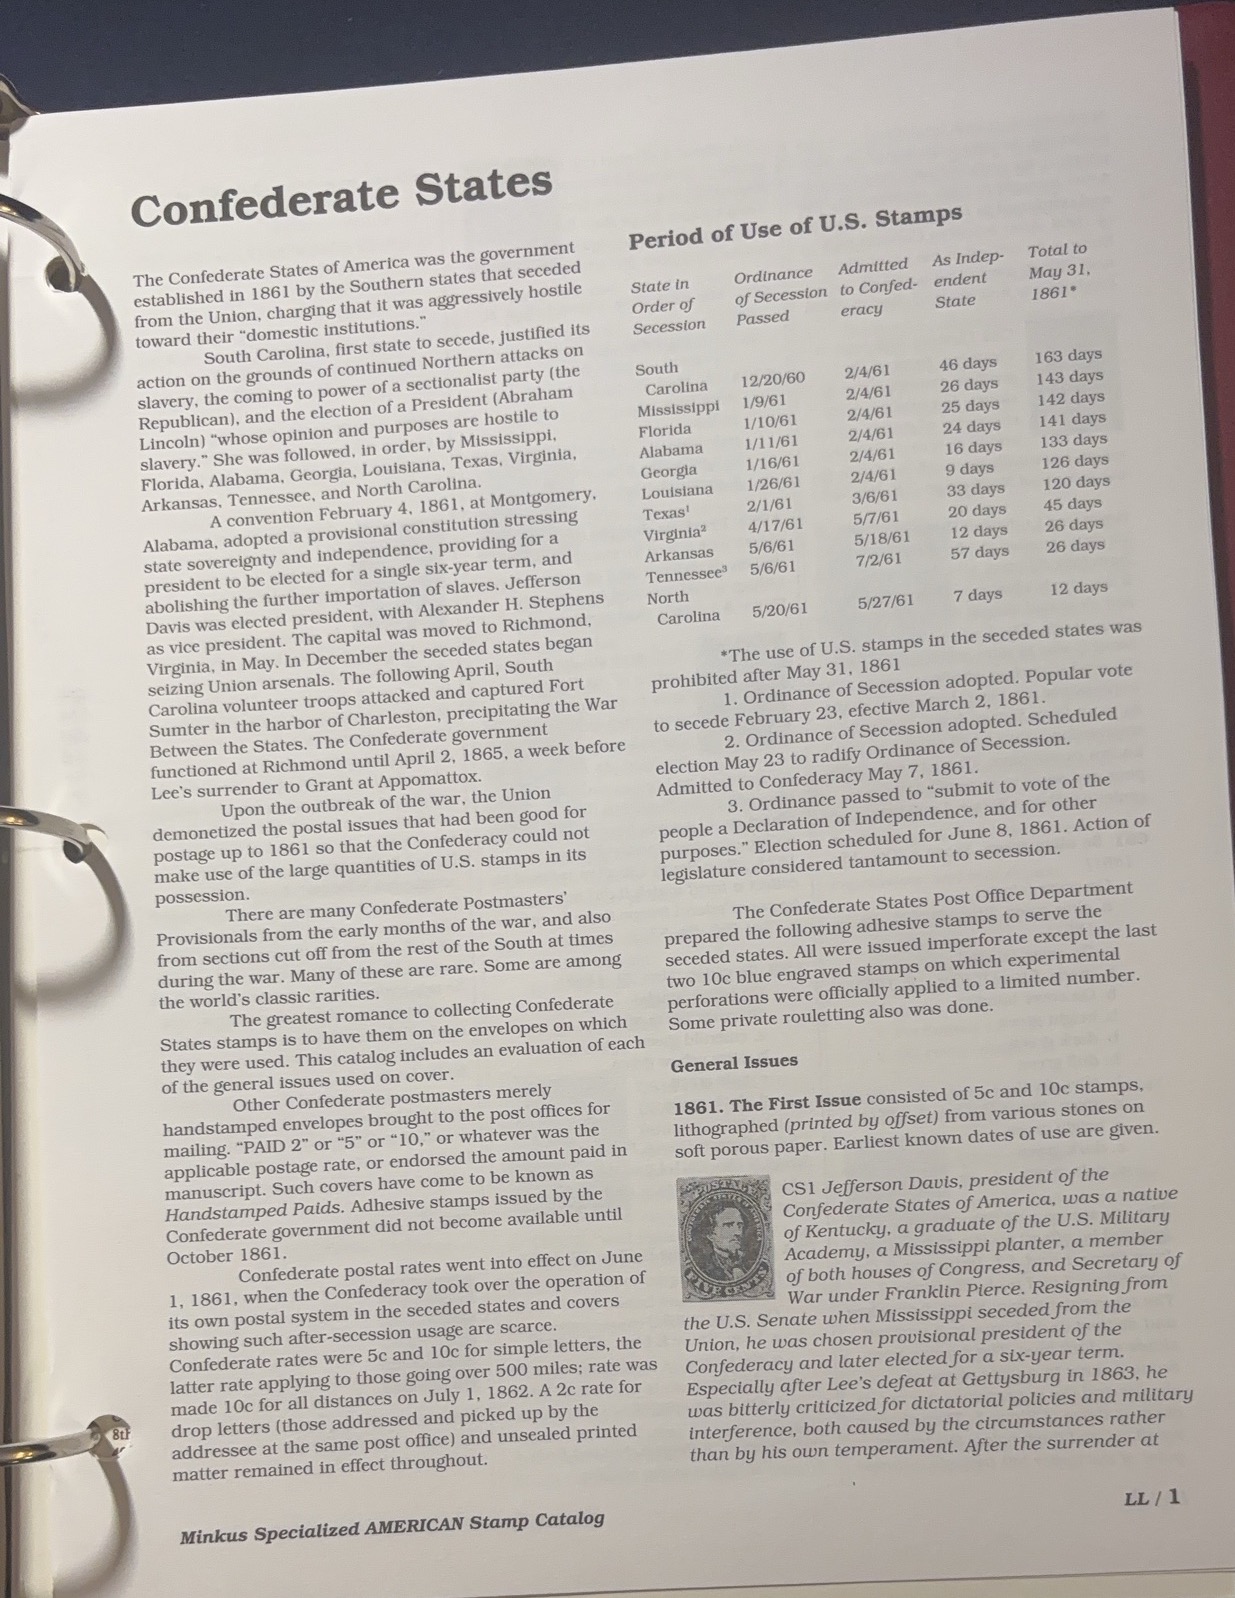 Confederate States
The Confederate States of America was the government
established in 1861 by the Southern states that seceded
from the Union, charging that it was aggressively hostile
toward their "domestic institutions."
South Carolina, first state to secede, justified its
action on the grounds of continued Northern attacks on
slavery, the coming to power of a sectionalist party (the
Republican), and the election of a President (Abraham
Lincoln) "whose opinion and purposes are hostile to
slavery." She was followed, in order, by Mississippi,
Florida, Alabama, Georgia, Louisiana, Texas, Virginia,
Arkansas, Tennessee, and North Carolina.
A convention February 4, 1861, at Montgomery,
Alabama, adopted a provisional constitution stressing
state sovereignty and independence, providing for a
president to be elected for a single six-year term, and
abolishing the further importation of slaves. Jefferson
Davis was elected president, with Alexander H. Stephens
as vice president. The capital was moved to Richmond,
Virginia, in May. In December the seceded states began
seizing Union arsenals. The following April, South
Carolina volunteer troops attacked and captured Fort
Sumter in the harbor of Charleston, precipitating the War
Between the States. The Confederate government
functioned at Richmond until April 2, 1865, a week before
Lee's surrender to Grant at Appomattox.
Upon the outbreak of the war, the Union
demonetized the postal issues that had been good for
postage up to 1861 so that the Confederacy could not
make use of the large quantities of U.S. stamps in its
possession.
There are many Confederate Postmasters'
Provisionals from the early months of the war, and also
from sections cut off from the rest of the South at times
during the war. Many of these are rare. Some are among
the world's classic rarities.
The greatest romance to collecting Confederate
States stamps is to have them on the envelopes on which
they were used. This catalog includes an evaluation of each
of the general issues used on cover.
Other Confederate postmasters merely
handstamped envelopes brought to the post offices for
mailing. "PAID 2" or "5" or "10," or whatever was the
applicable postage rate, or endorsed the amount paid in
manuscript. Such covers have come to be known as
Handstamped Paids. Adhesive stamps issued by the
Confederate government did not become available until
October 1861.
Confederate postal rates went into effect on June
1, 1861, when the Confederacy took over the operation of
its own postal system in the seceded states and covers
showing such after-secession usage are scarce.
Confederate rates were 5c and 10c for simple letters, the
latter rate applying to those going over 500 miles; rate was
made 10c for all distances on July 1, 1862. A 2c rate for
drop letters (those addressed and picked up by the
addressee at the same post office) and unsealed printed
matter remained in effect throughout.
Period of Use of U.S. Stamps
State in Order of Secession | Ordinance of Secession Passed | Admitted to Confed- eracy | As Indep- endent State | Total to May 31, 1861*
South
Carolina 12/20/60 2/4/61 46 days 163 days
Mississippi 1/9/61 2/4/61 26 days 143 days
Florida 1/10/61 2/4/61 25 days 142 days
Alabama 1/11/61 2/4/61 24 days 141 days
Georgia 1/16/61 2/4/61 16 days 133 days
Louisiana 1/26/61 2/4/61 9 days 126 days
Texas¹ 2/1/61 3/6/61 33 days 120 days
Virginia² 4/17/61 5/7/61 20 days 45 days
Arkansas 5/6/61 5/18/61 12 days 26 days
Tennessee³ 5/6/61 7/2/61 57 days 26 days
North
Carolina 5/20/61 5/27/61 7 days 12 days
*The use of U.S. stamps in the seceded states was
prohibited after May 31, 1861
1. Ordinance of Secession adopted. Popular vote
to secede February 23, efective March 2, 1861.
2. Ordinance of Secession adopted. Scheduled
election May 23 to radify Ordinance of Secession.
Admitted to Confederacy May 7, 1861.
3. Ordinance passed to "submit to vote of the
people a Declaration of Independence, and for other
purposes." Election scheduled for June 8, 1861. Action of
legislature considered tantamount to secession.
The Confederate States Post Office Department
prepared the following adhesive stamps to serve the
seceded states. All were issued imperforate except the last
two 10c blue engraved stamps on which experimental
perforations were officially applied to a limited number.
Some private rouletting also was done.
General Issues
1861. The First Issue consisted of 5c and 10c stamps,
lithographed (printed by offset) from various stones on
soft porous paper. Earliest known dates of use are given.
POSTAGE
FIVE CENTS
CS1 Jefferson Davis, president of the
Confederate States of America, was a native
of Kentucky, a graduate of the U.S. Military
Academy, a Mississippi planter, a member
of both houses of Congress, and Secretary of
War under Franklin Pierce. Resigning from
the U.S. Senate when Mississippi seceded from the
Union, he was chosen provisional president of the
Confederacy and later elected for a six-year term.
Especially after Lee's defeat at Gettysburg in 1863, he
was bitterly criticized for dictatorial policies and military
interference, both caused by the circumstances rather
than by his own temperament. After the surrender at
8th
Minkus Specialized AMERICAN Stamp Catalog
LL / 1